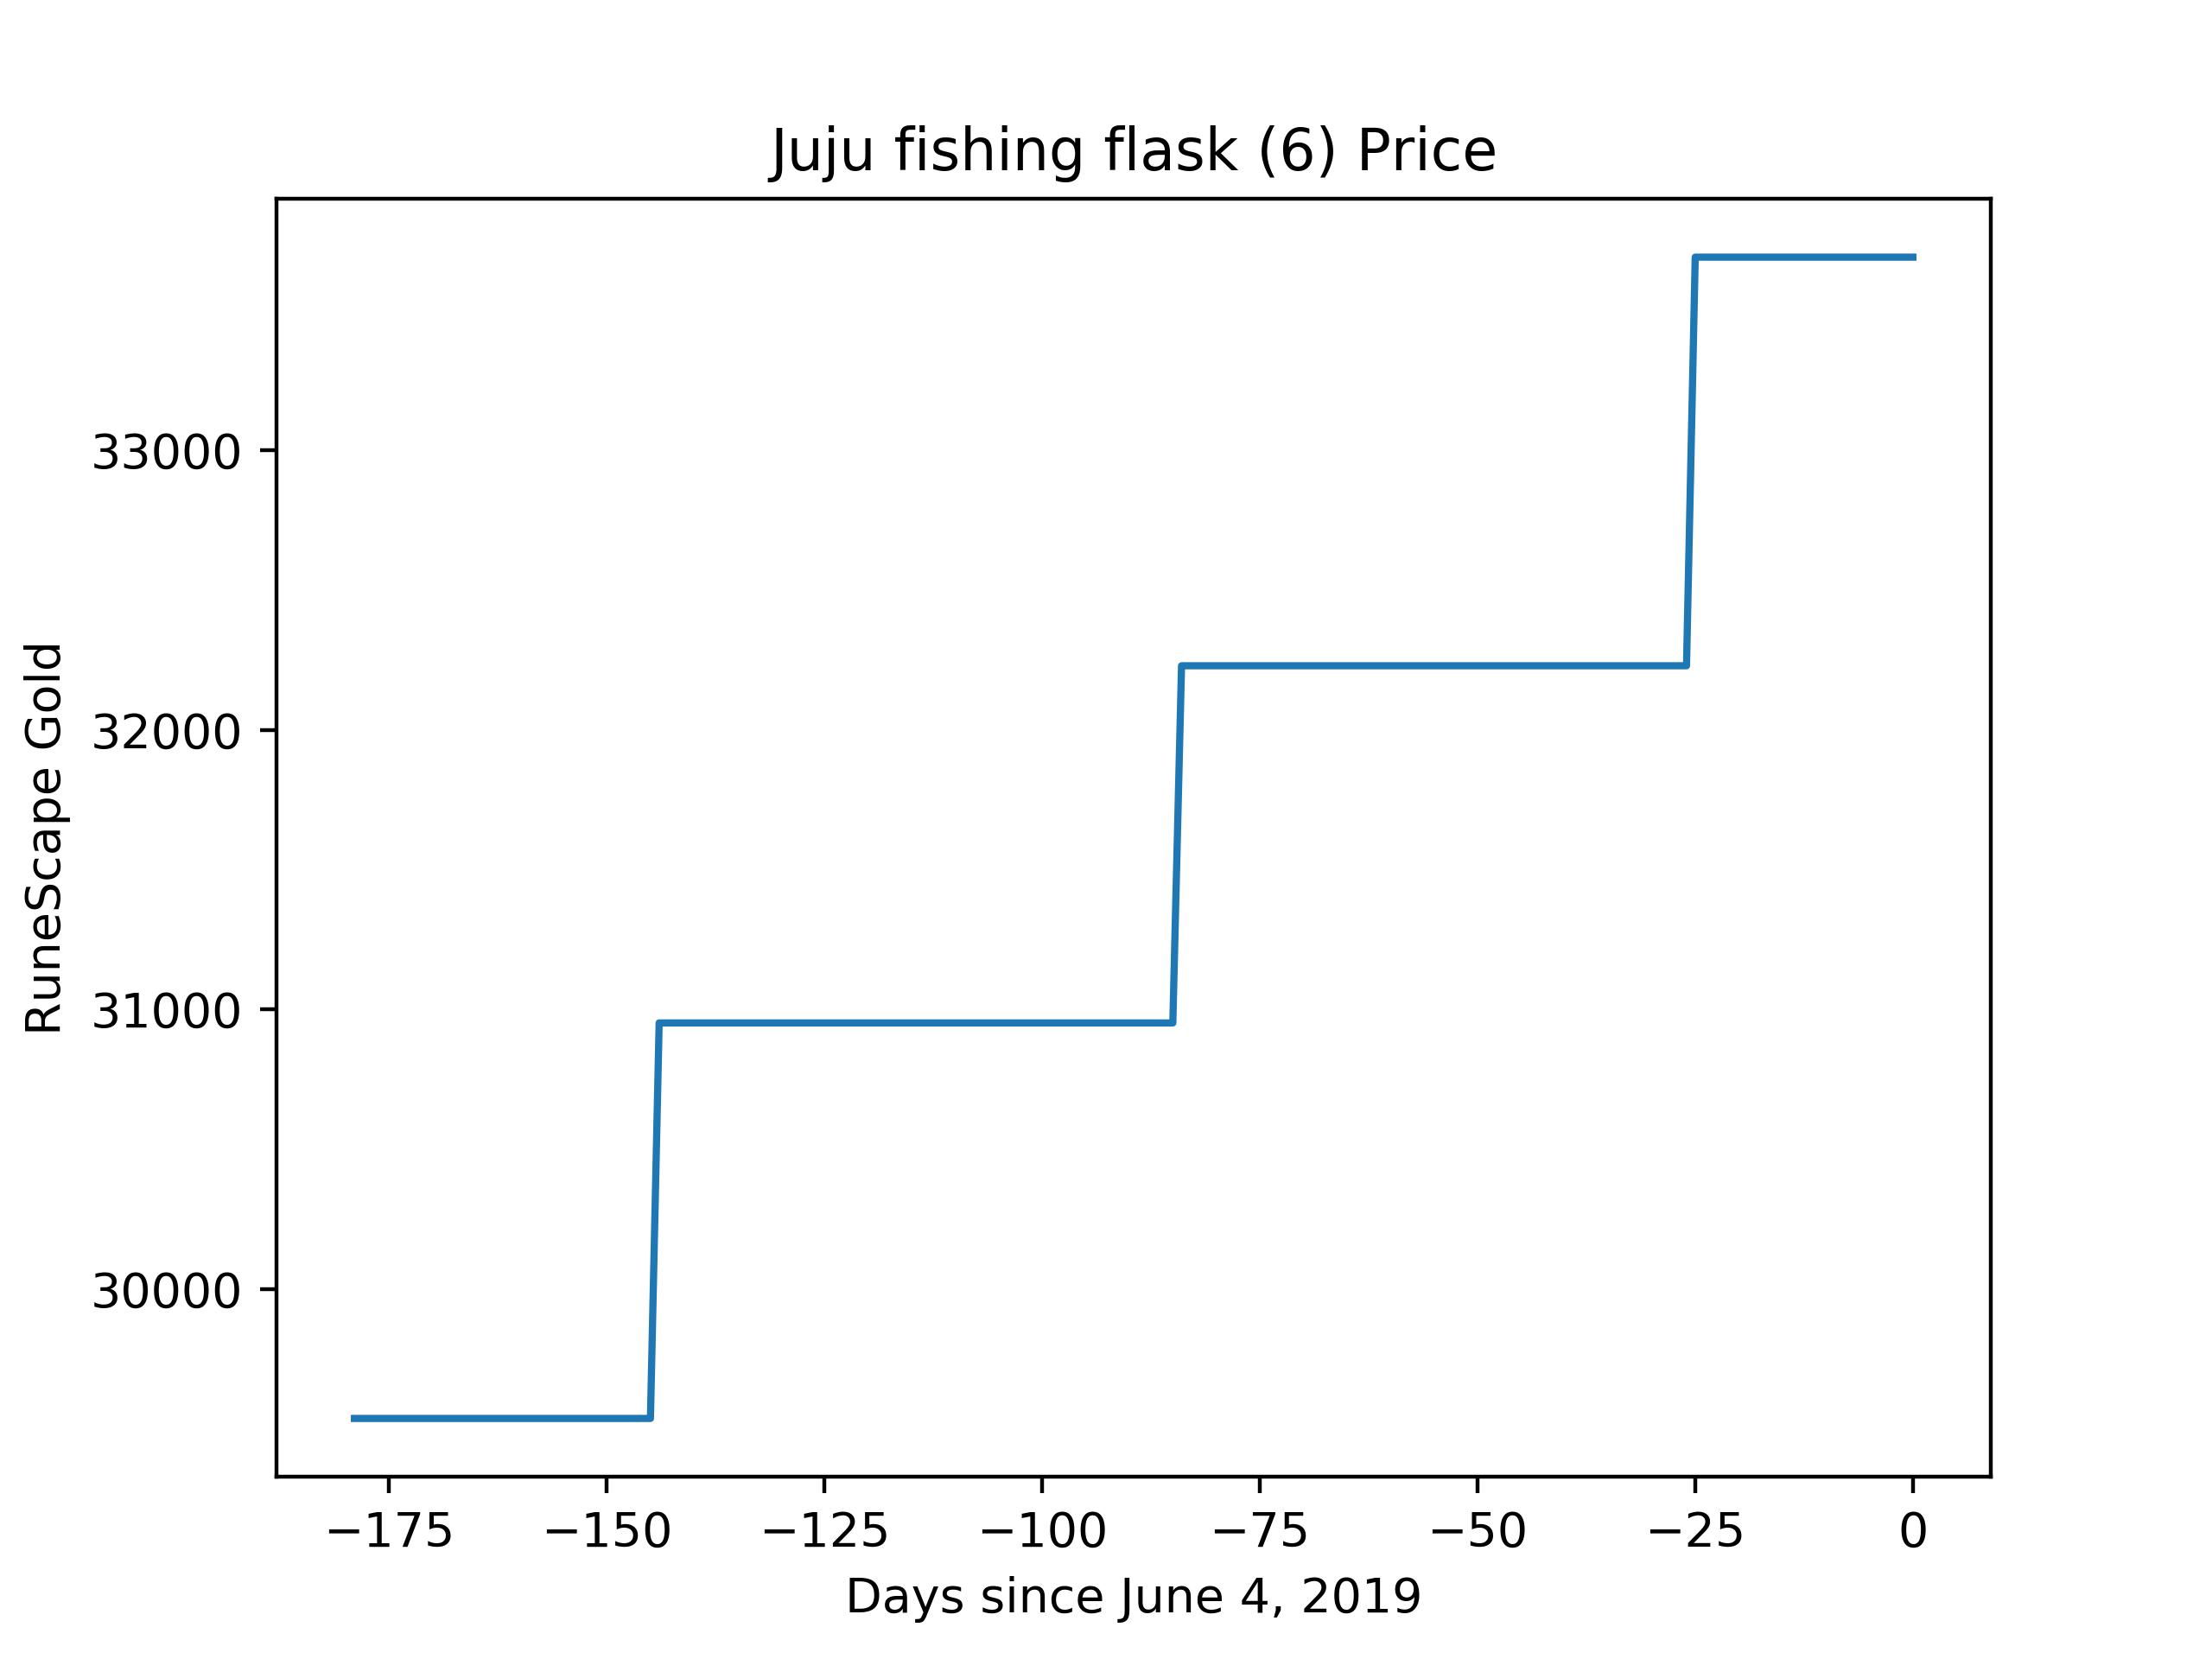 Juju fishing flask (6) Price
RuneScape Gold
33000
32000
31000
30000
−175 −150 −125 −100 −75 −50 −25 0
Days since June 4, 2019